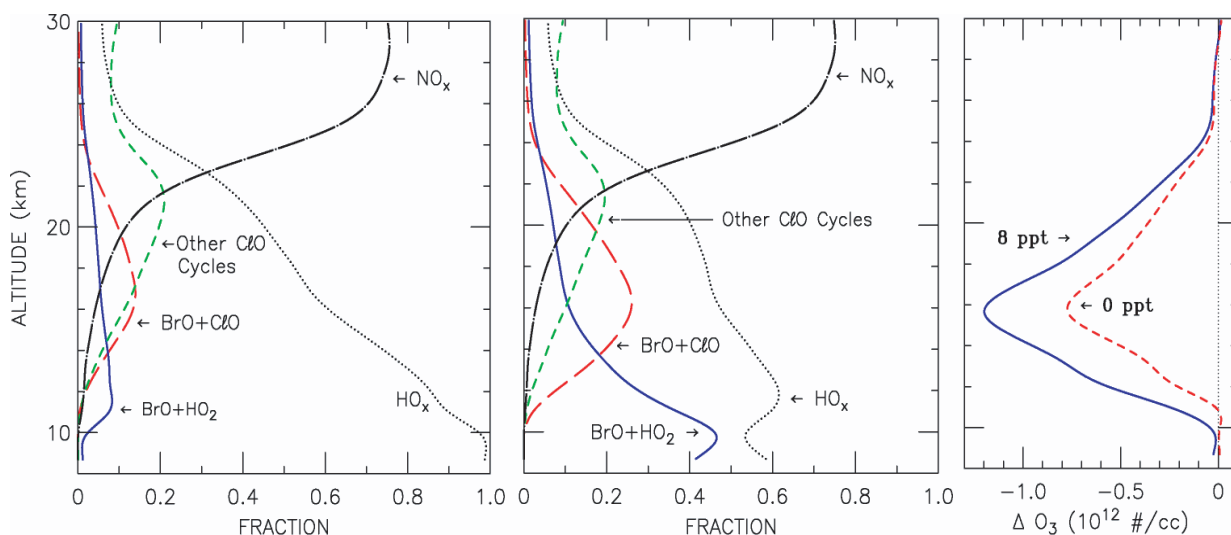 ALTITUDE (km)
30
20
10
NOₓ
Other CℓO
Cycles
BrO+CℓO
BrO+HO₂
HOₓ
0 0.2 0.4 0.6 0.8 1.0
FRACTION
NOₓ
Other CℓO Cycles
BrO+CℓO
HOₓ
BrO+HO₂
0 0.2 0.4 0.6 0.8 1.0
FRACTION
8 ppt
0 ppt
−1.0 −0.5 0
Δ O₃ (10¹² #/cc)